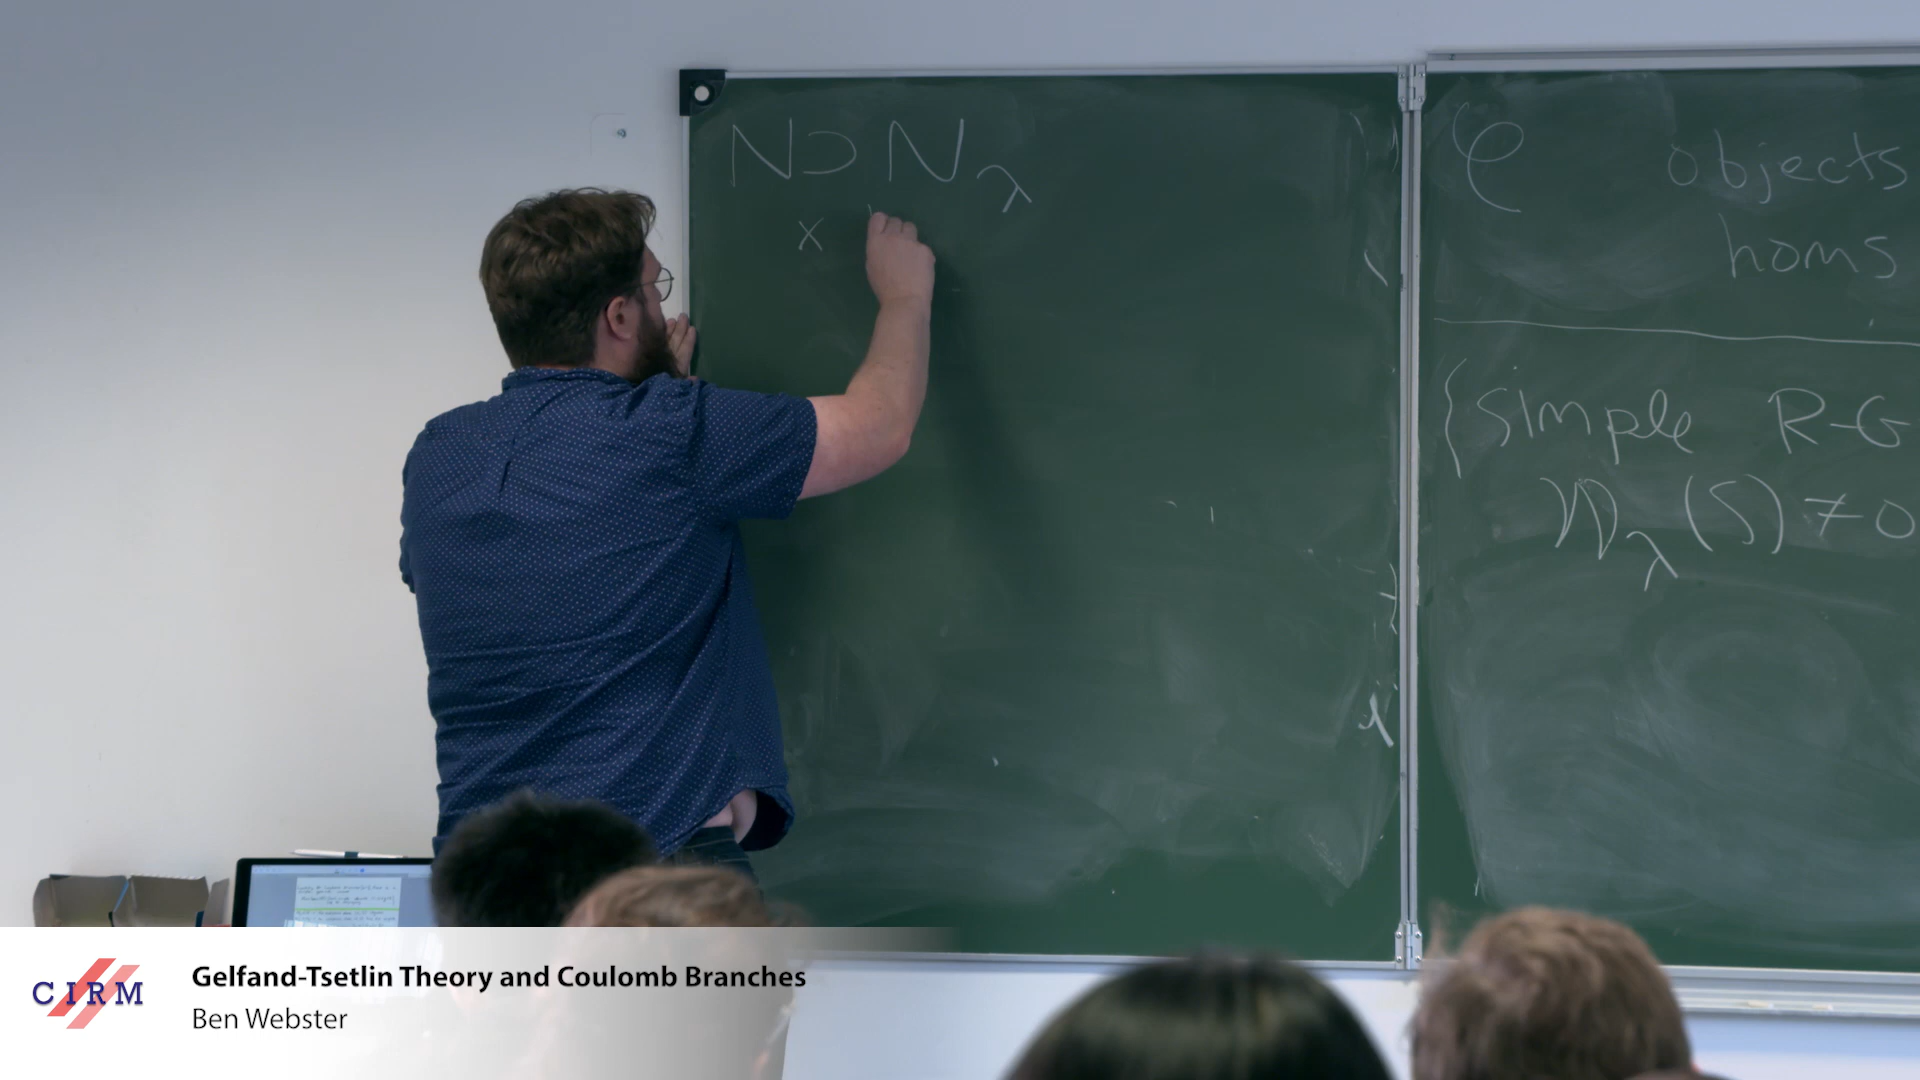 N ⊃ N_λ
x
𝒞 objects
homs
{simple R-G
𝒲_λ(S) ≠ 0
CIRM
Gelfand-Tsetlin Theory and Coulomb Branches
Ben Webster